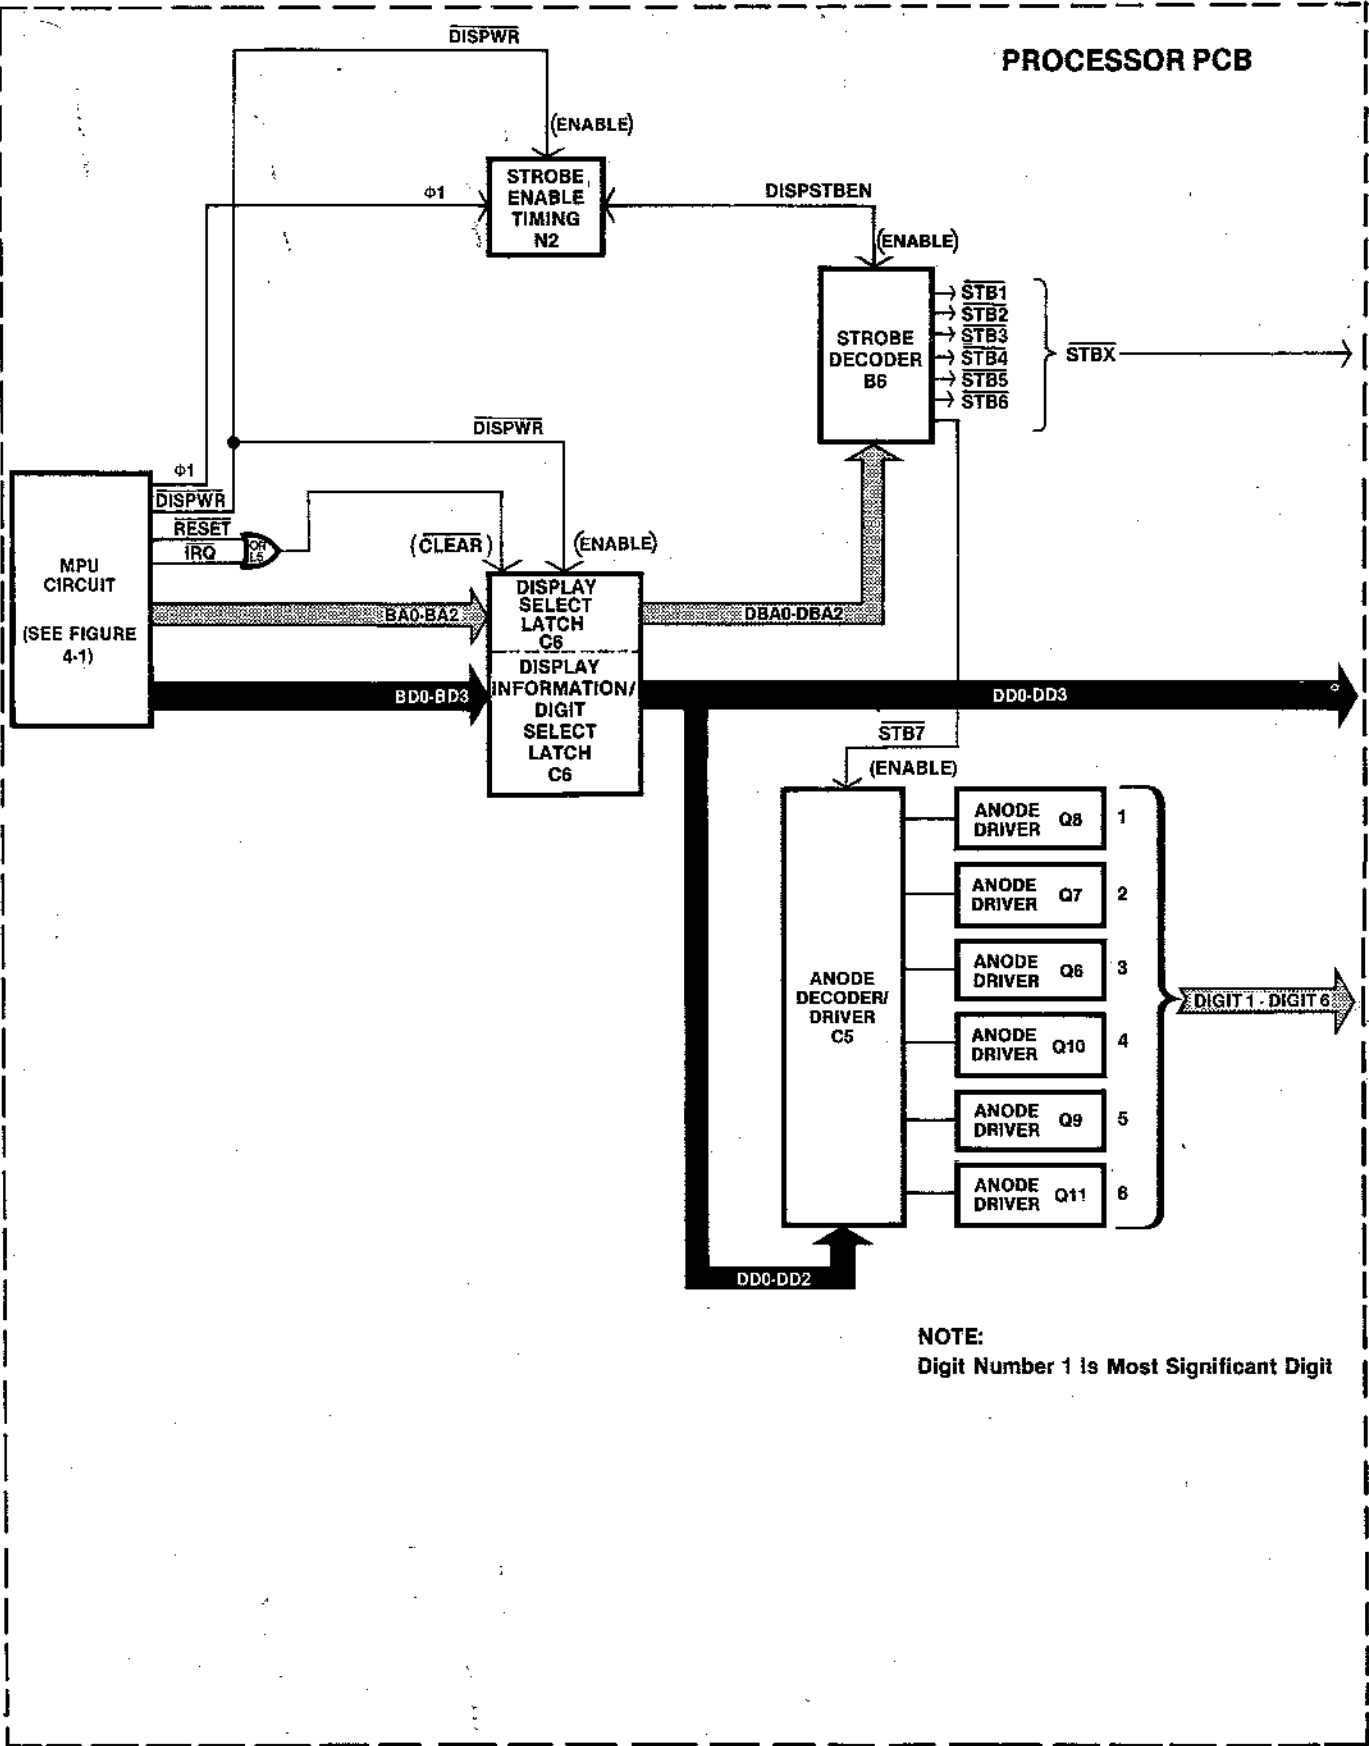 DISPWR
PROCESSOR PCB
(ENABLE)
STROBE
ENABLE
TIMING
N2
Φ1
DISPSTBEN
(ENABLE)
STROBE
DECODER
B6
STB1
STB2
STB3
STB4
STB5
STB6
STBX
DISPWR
Φ1
DISPWR
RESET
IRQ
OR
L5
(CLEAR)
(ENABLE)
MPU
CIRCUIT
(SEE FIGURE
4-1)
BA0-BA2
DISPLAY
SELECT
LATCH
C6
DBA0-DBA2
BD0-BD3
DISPLAY
INFORMATION/
DIGIT
SELECT
LATCH
C6
DD0-DD3
STB7
(ENABLE)
ANODE
DECODER/
DRIVER
C5
ANODE
DRIVER Q8 1
ANODE
DRIVER Q7 2
ANODE
DRIVER Q6 3
ANODE
DRIVER Q10 4
ANODE
DRIVER Q9 5
ANODE
DRIVER Q11 6
DIGIT 1 - DIGIT 6
DD0-DD2
NOTE:
Digit Number 1 Is Most Significant Digit